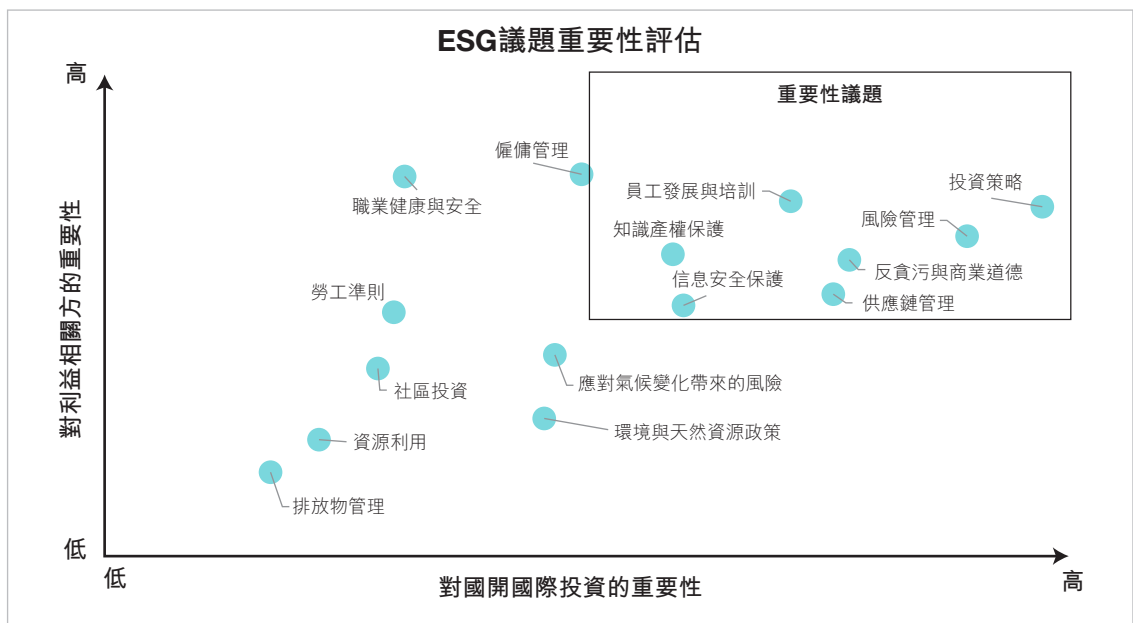 ESG議題重要性評估
高
重要性議題
僱傭管理
員工發展與培訓
投資策略
職業健康與安全
知識產權保護
風險管理
信息安全保護
反貪污與商業道德
勞工準則
供應鏈管理
對利益相關方的重要性
社區投資
應對氣候變化帶來的風險
資源利用
環境與天然資源政策
排放物管理
低
低
對國開國際投資的重要性
高